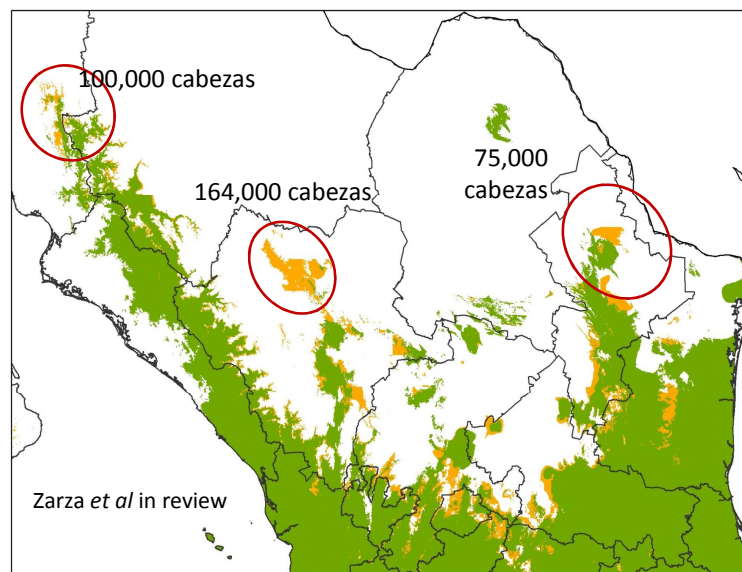 100,000 cabezas
75,000
cabezas
164,000 cabezas
Zarza et al in review